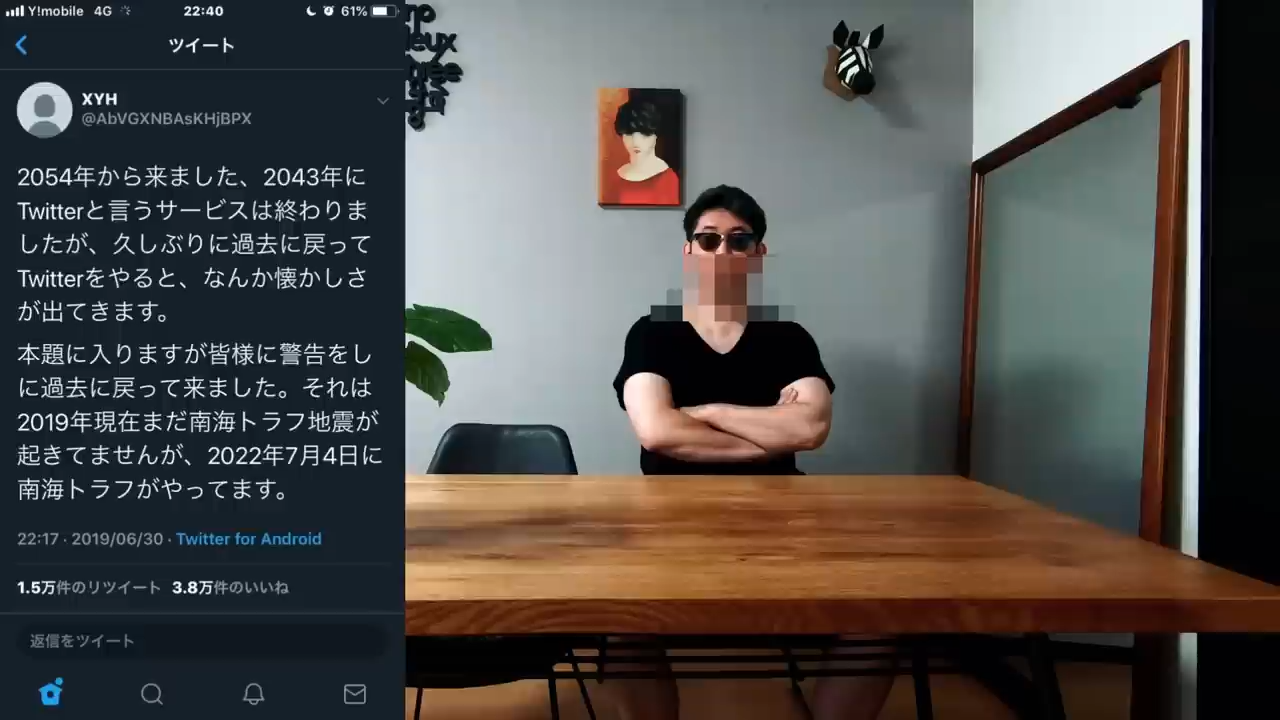 Y!mobile 4G 22:40 61%
ツイート
XYH
@AbVGXNBAsKHjBPX
2054年から来ました、2043年に
Twitterと言うサービスは終わりま
したが、久しぶりに過去に戻って
Twitterをやると、なんか懐かしさ
が出てきます。
本題に入りますが皆様に警告をし
に過去に戻って来ました。それは
2019年現在まだ南海トラフ地震が
起きてませんが、2022年7月4日に
南海トラフがやってます。
22:17 · 2019/06/30 · Twitter for Android
1.5万件のリツイート 3.8万件のいいね
返信をツイート